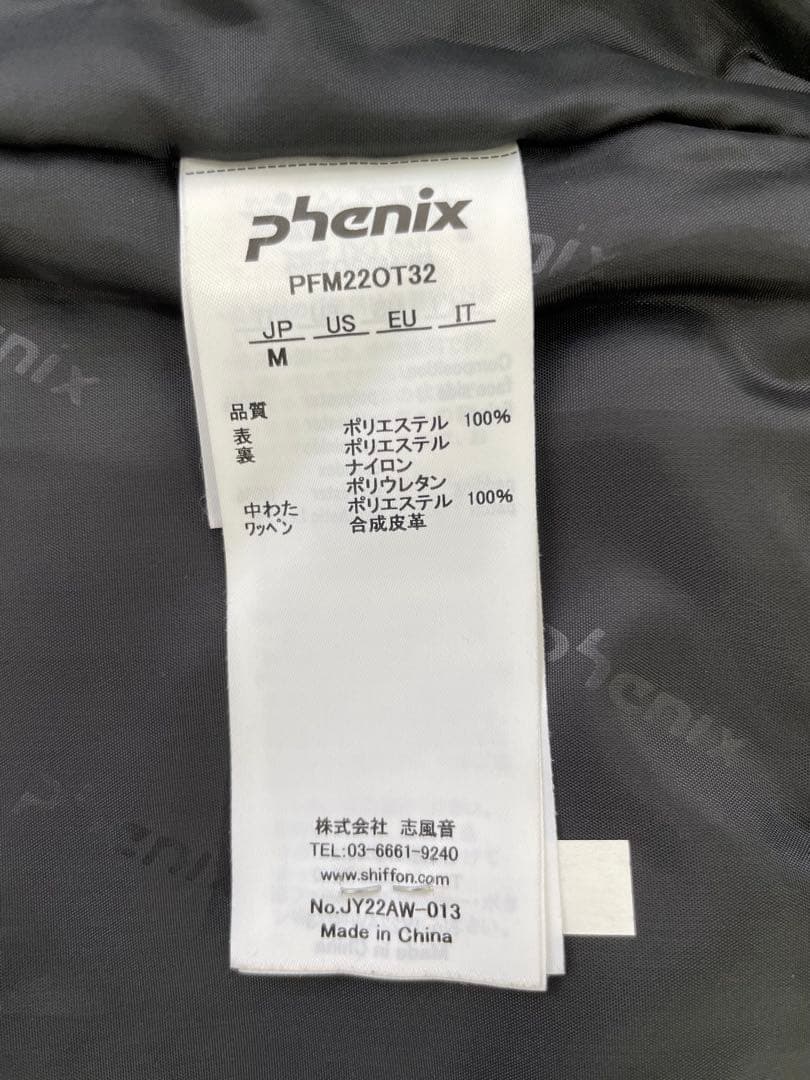 phenix
PFM22OT32
JP US EU IT
M
品質
表 ポリエステル 100%
裏 ポリエステル
ナイロン
ポリウレタン
中わた ポリエステル 100%
ワッペン 合成皮革
株式会社 志風音
TEL:03-6661-9240
www.shiffon.com
No.JY22AW-013
Made in China
phenix